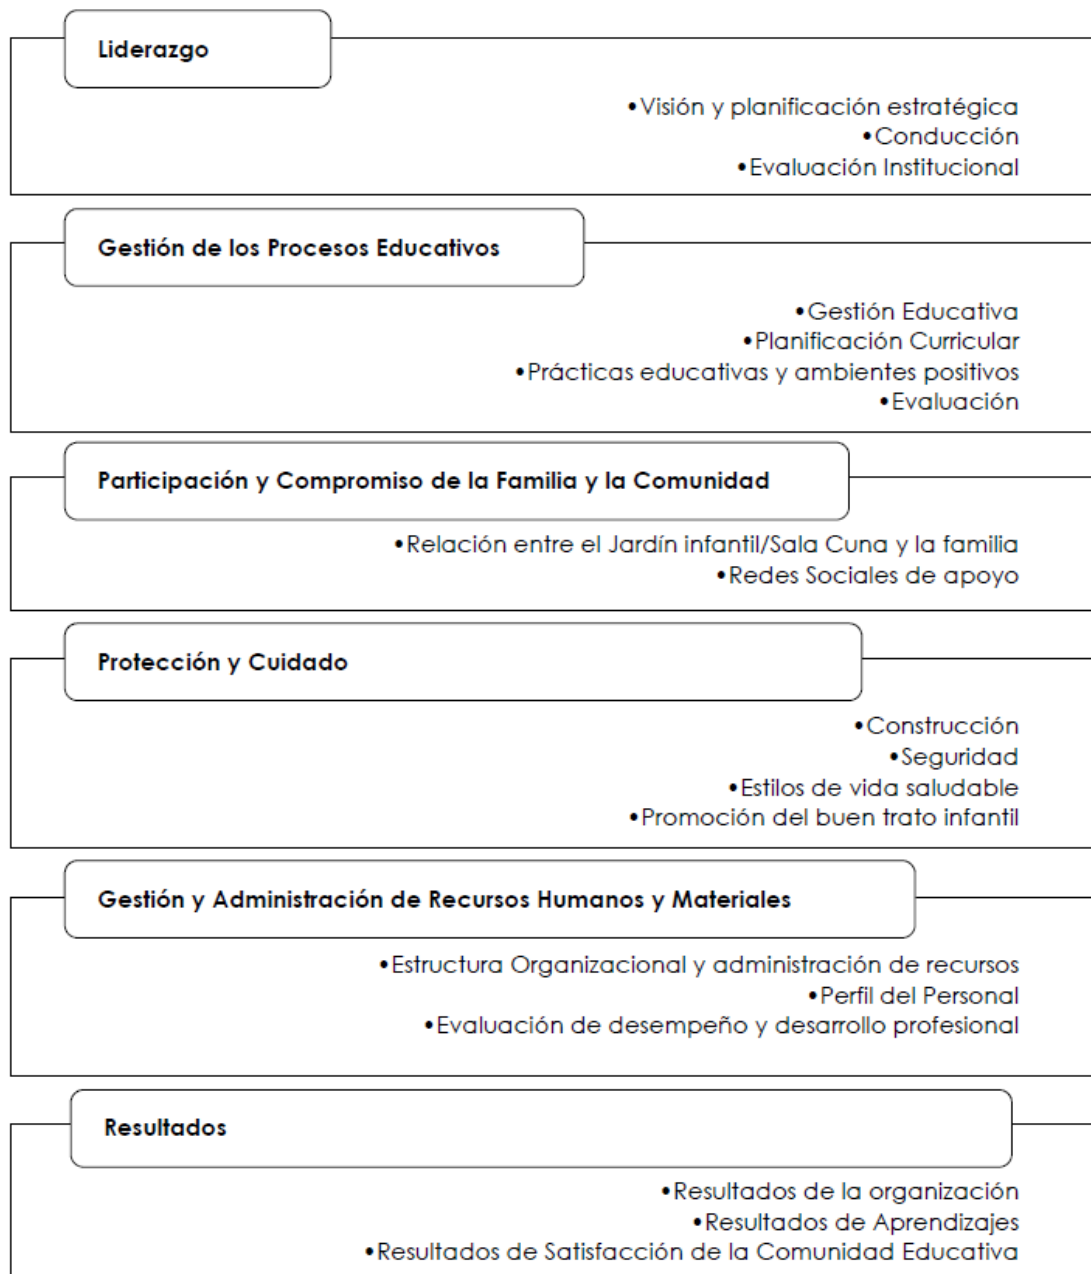 Liderazgo
•Visión y planificación estratégica
•Conducción
•Evaluación Institucional
Gestión de los Procesos Educativos
•Gestión Educativa
•Planificación Curricular
•Prácticas educativas y ambientes positivos
•Evaluación
Participación y Compromiso de la Familia y la Comunidad
•Relación entre el Jardín infantil/Sala Cuna y la familia
•Redes Sociales de apoyo
Protección y Cuidado
•Construcción
•Seguridad
•Estilos de vida saludable
•Promoción del buen trato infantil
Gestión y Administración de Recursos Humanos y Materiales
•Estructura Organizacional y administración de recursos
•Perfil del Personal
•Evaluación de desempeño y desarrollo profesional
Resultados
•Resultados de la organización
•Resultados de Aprendizajes
•Resultados de Satisfacción de la Comunidad Educativa